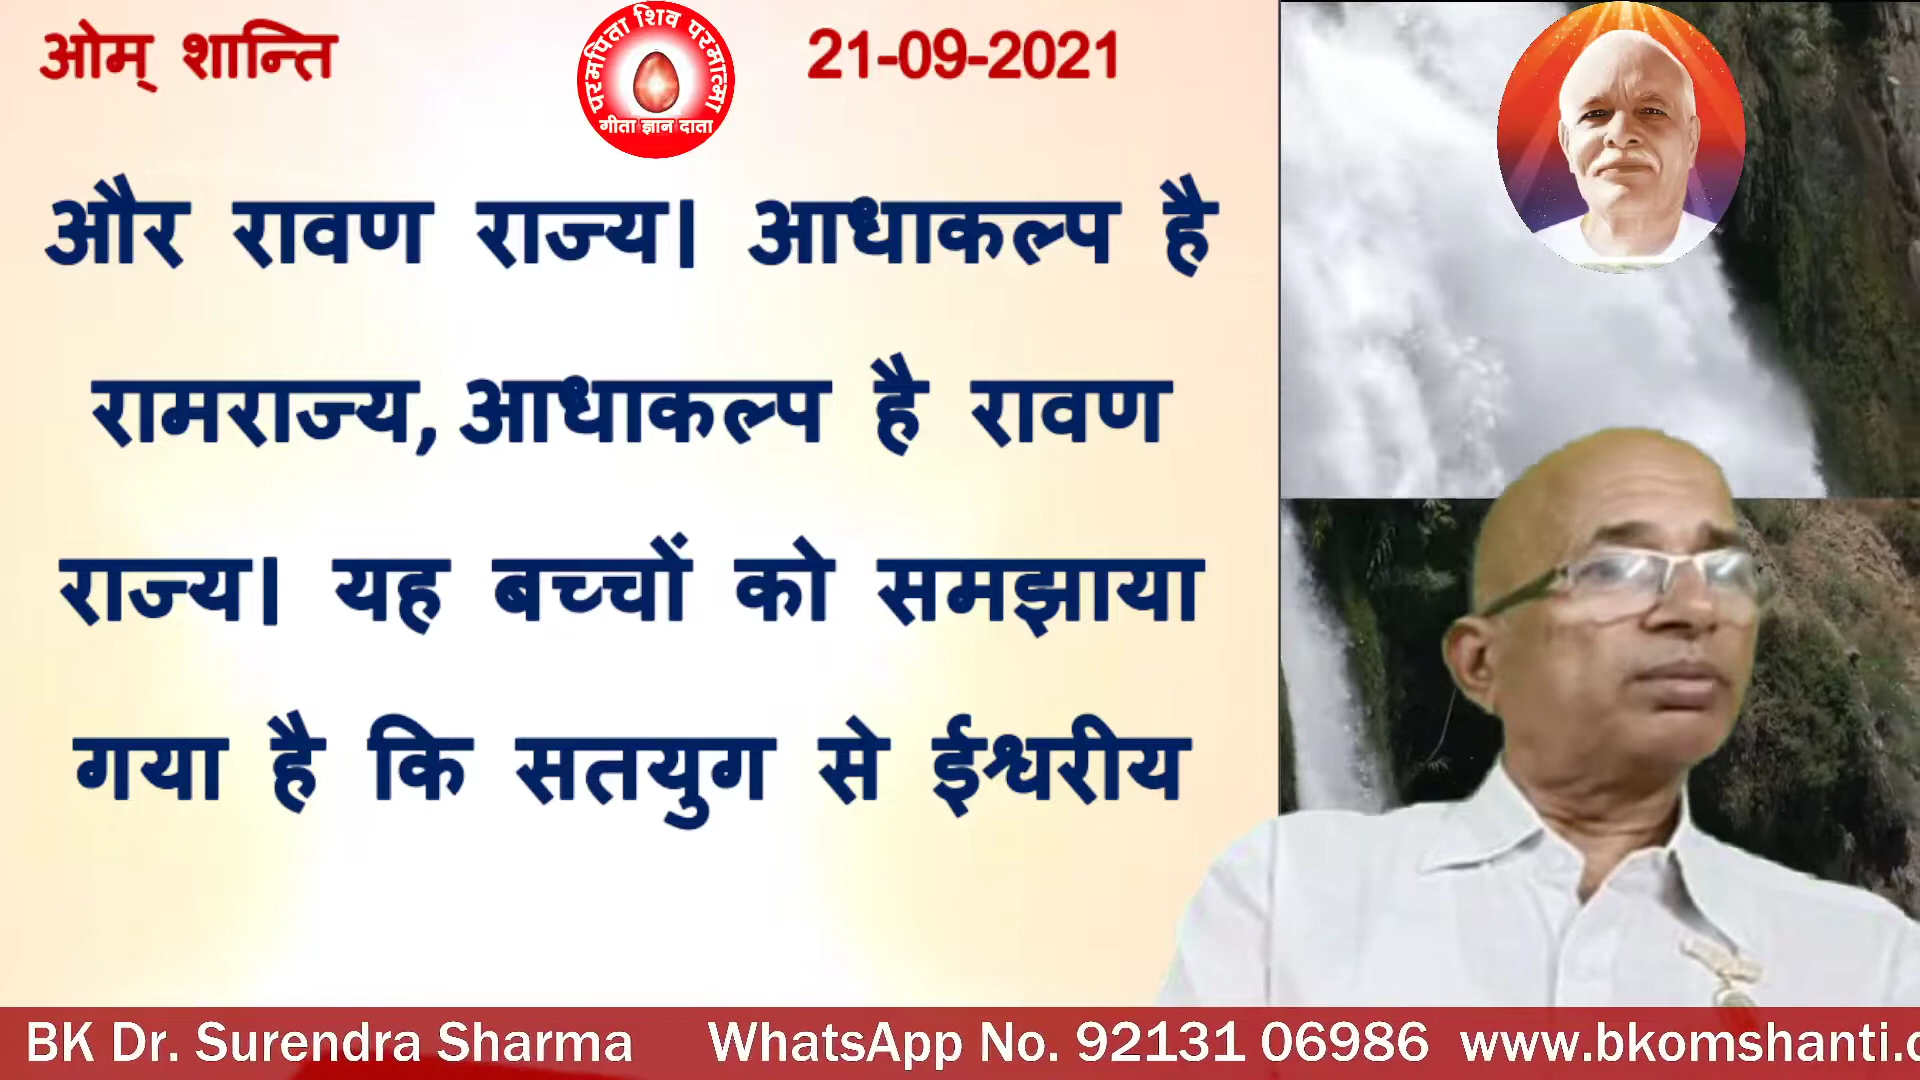 ओम् शान्ति
परमपिता शिव परमात्मा
गीता ज्ञान दाता
21-09-2021
और रावण राज्य। आधाकल्प है
रामराज्य, आधाकल्प है रावण
राज्य। यह बच्चों को समझाया
गया है कि सतयुग से ईश्वरीय
BK Dr. Surendra Sharma WhatsApp No. 92131 06986 www.bkomshanti.c